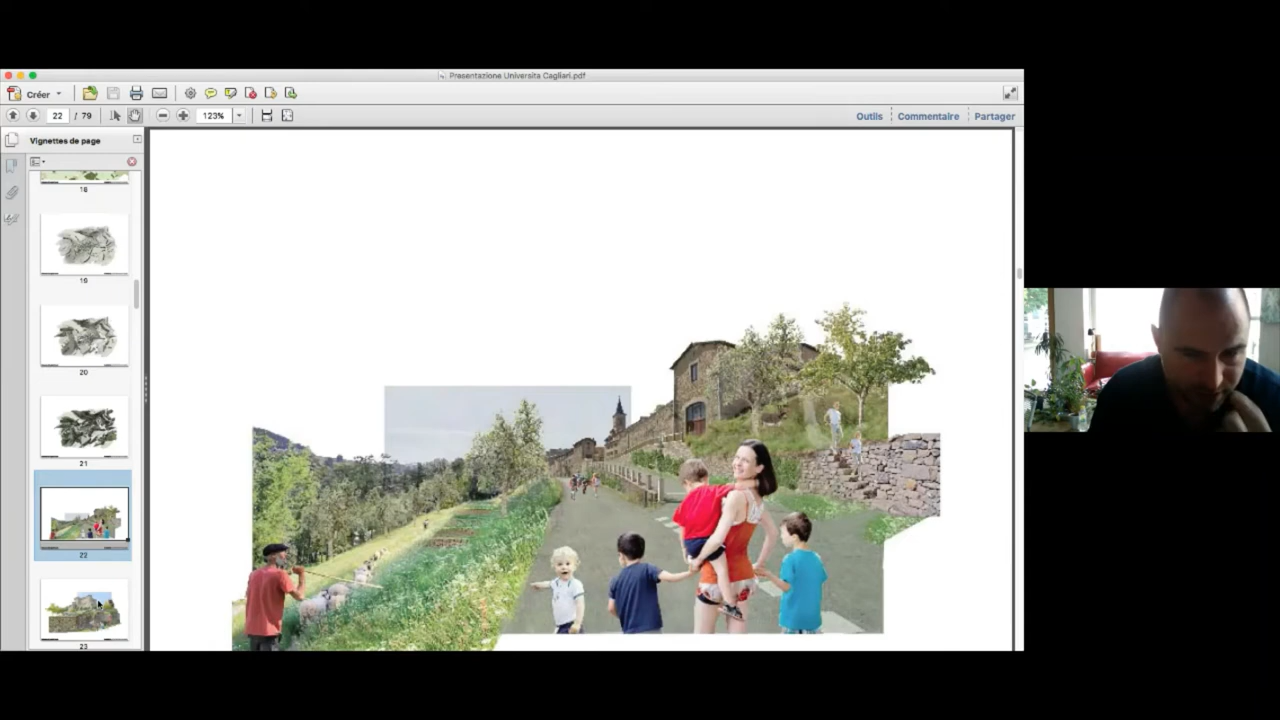 Presentazione Universita Cagliari.pdf
Créer
22 / 79
123%
Outils
Commentaire
Partager
Vignettes de page
18
19
20
21
22
23